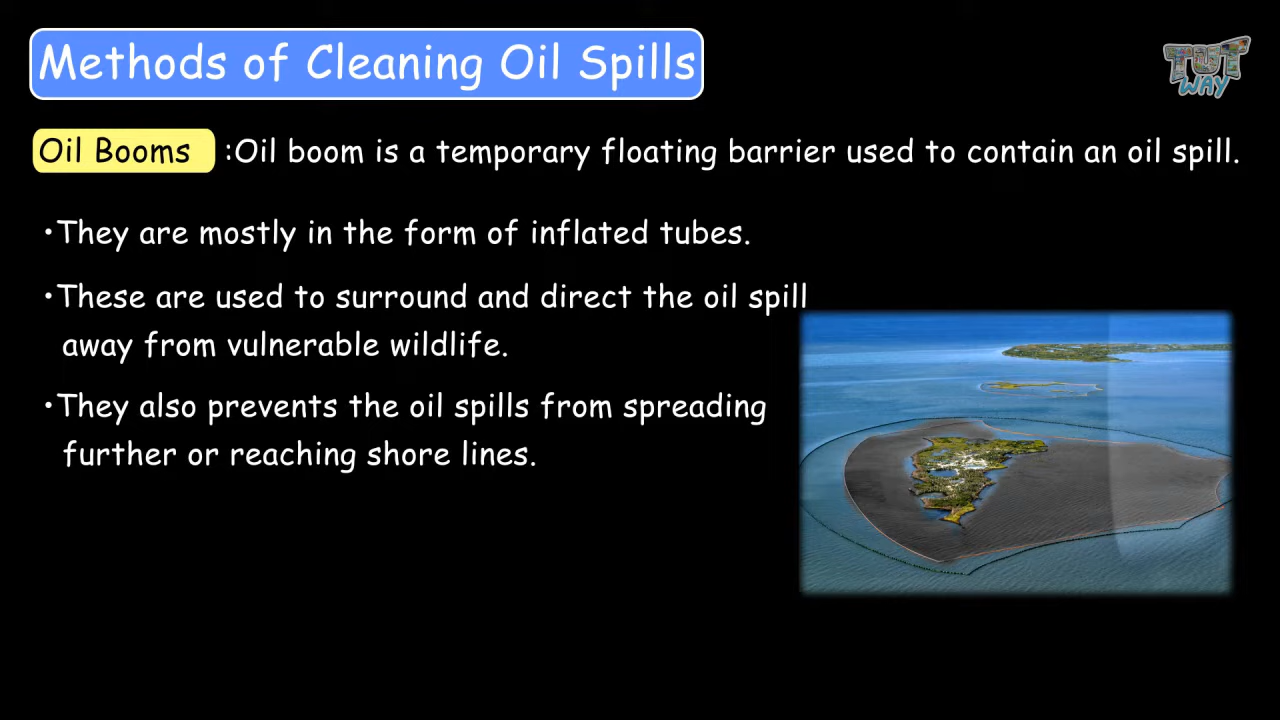 Methods of Cleaning Oil Spills
TUT
WAY
Oil Booms :Oil boom is a temporary floating barrier used to contain an oil spill.
•They are mostly in the form of inflated tubes.
•These are used to surround and direct the oil spill
away from vulnerable wildlife.
•They also prevents the oil spills from spreading
further or reaching shore lines.